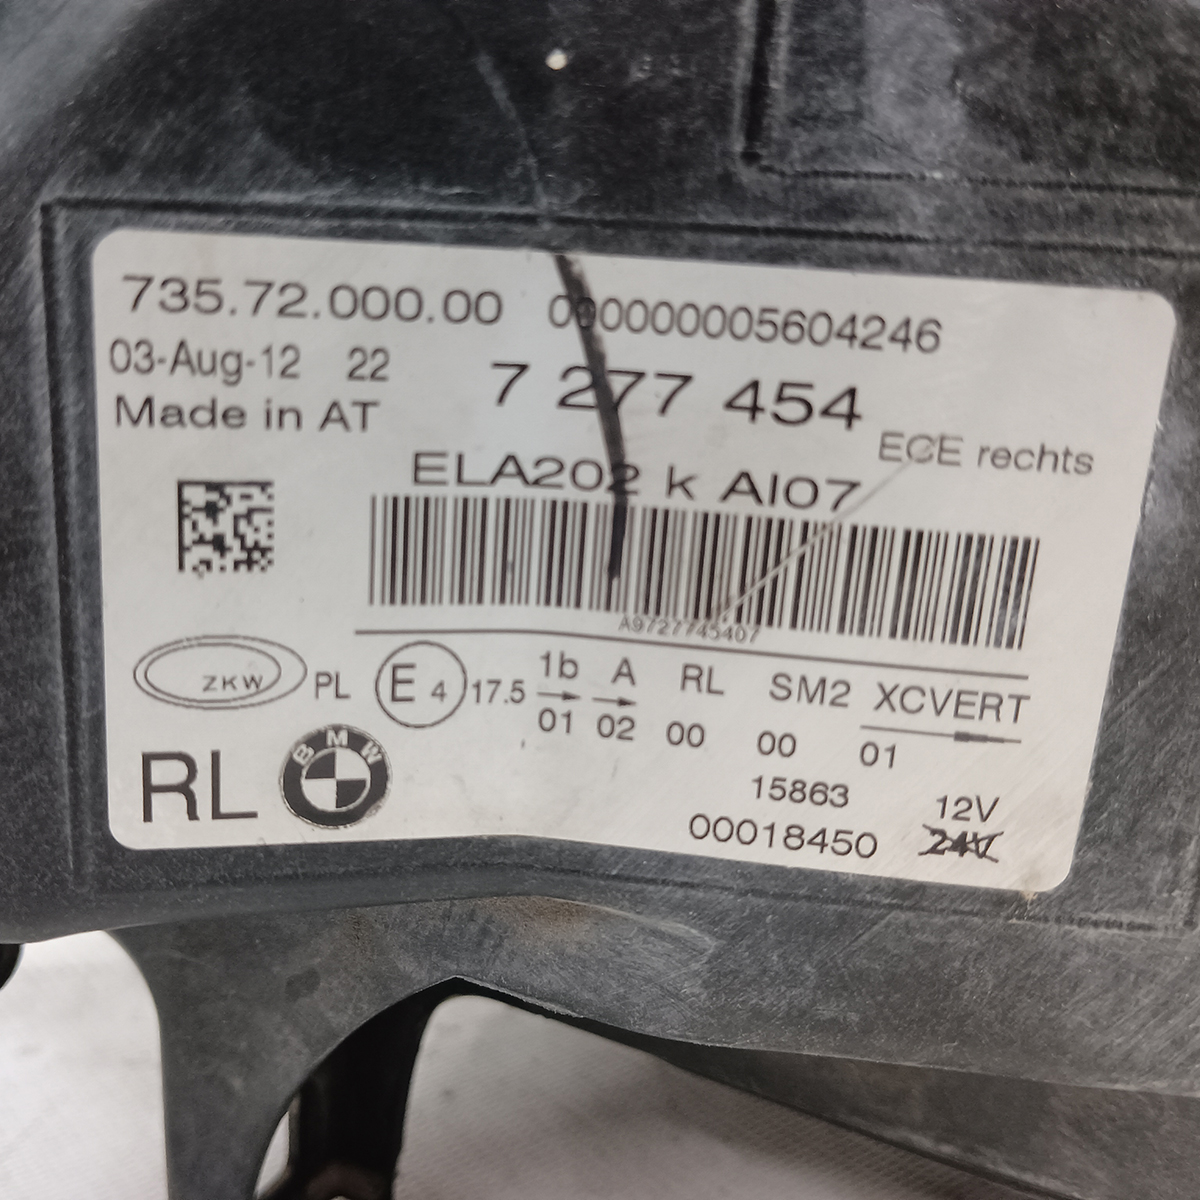 735.72.000.00 000000005604246
03-Aug-12 22 7 277 454
Made in AT
ECE rechts
ELA202 k AI07
A9727745407
ZKW PL E 4 17.5 1b A RL SM2 XCVERT
01 02 00 00 01
RL BMW
15863 12V
00018450 24V